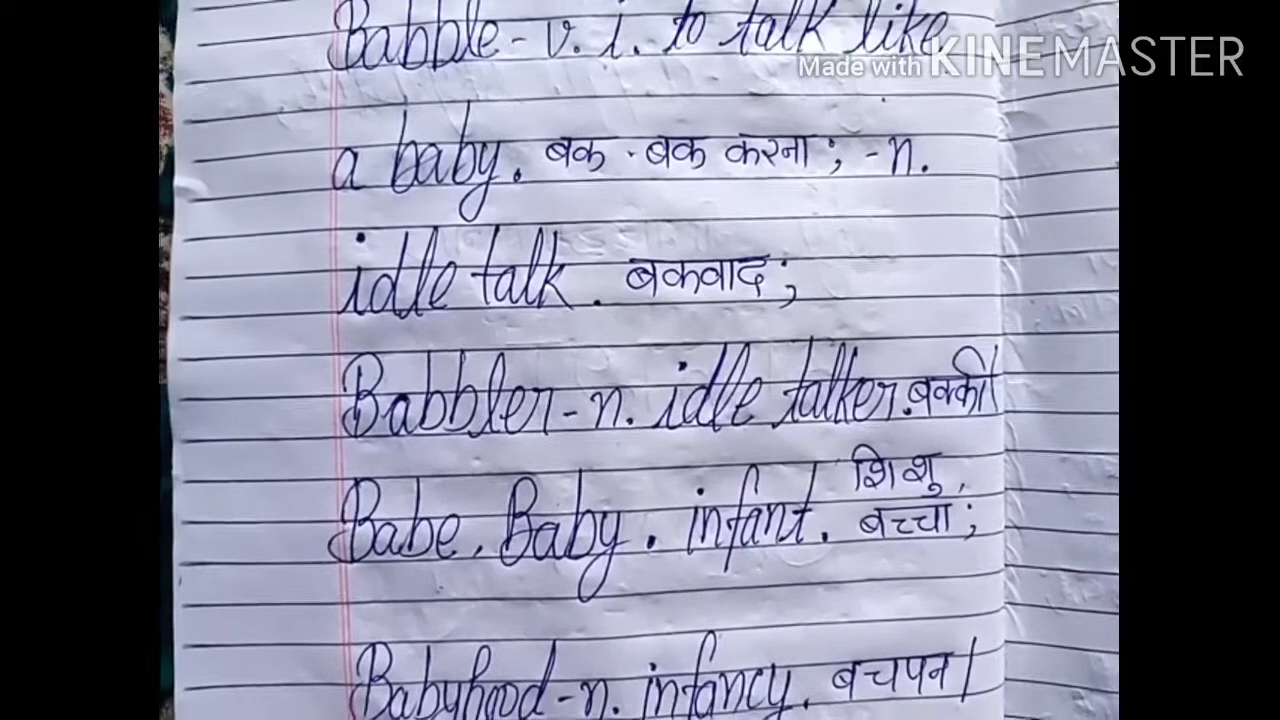 Babble - v. i. to talk like
Made with KINEMASTER
a baby. बक - बक करना ; -n.
idle talk. बकवाद ;
Babbler - n. idle talker. बक्की
Babe, Baby. infant. शिशु,
बच्चा ;
Babyhood - n. infancy. बचपन।